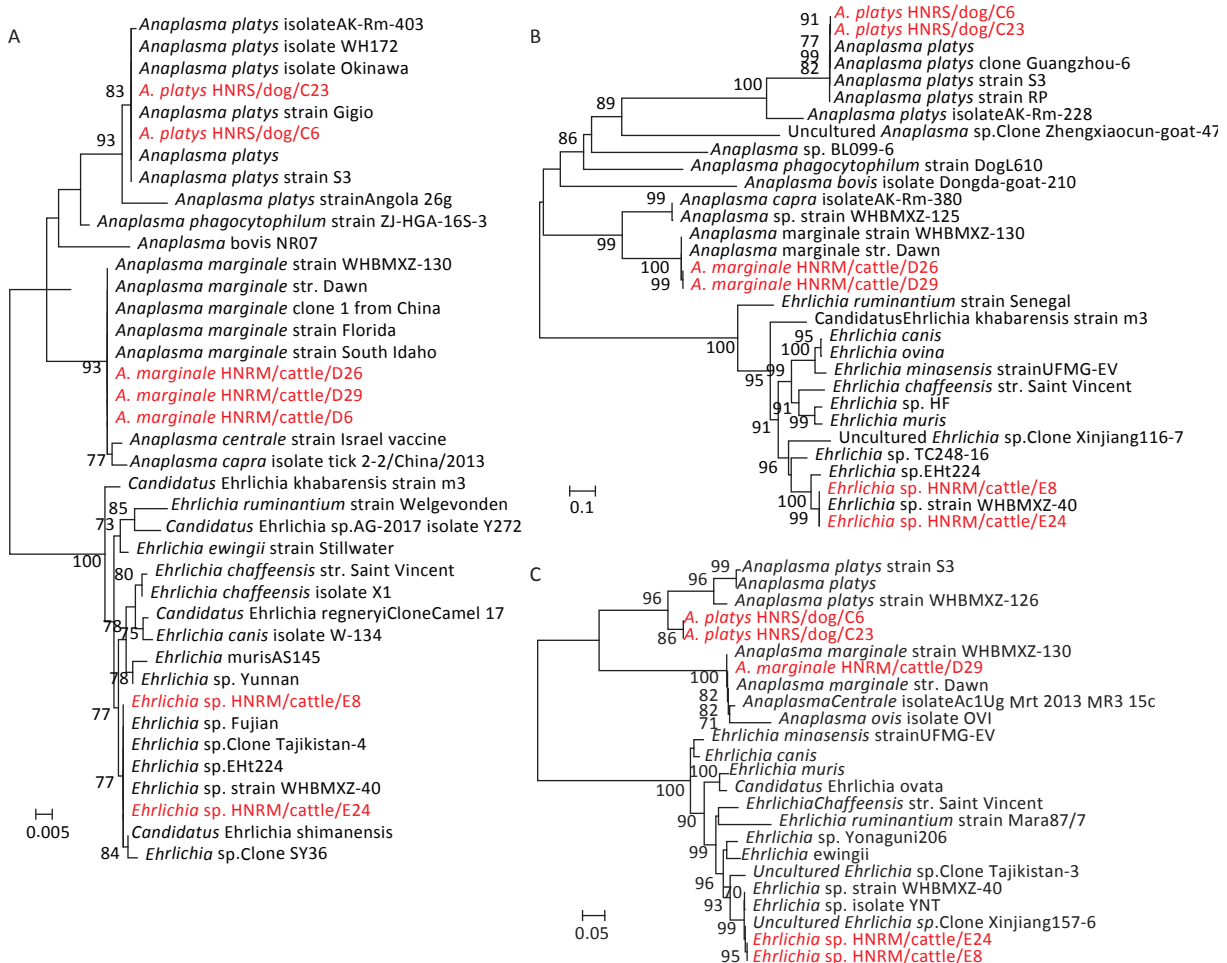 A
Anaplasma platys isolateAK-Rm-403
Anaplasma platys isolate WH172
Anaplasma platys isolate Okinawa
83
A. platys HNRS/dog/C23
Anaplasma platys strain Gigio
93
A. platys HNRS/dog/C6
Anaplasma platys
Anaplasma platys strain S3
Anaplasma platys strainAngola 26g
Anaplasma phagocytophilum strain ZJ-HGA-16S-3
Anaplasma bovis NR07
Anaplasma marginale strain WHBMXZ-130
Anaplasma marginale str. Dawn
Anaplasma marginale clone 1 from China
Anaplasma marginale strain Florida
Anaplasma marginale strain South Idaho
93
A. marginale HNRM/cattle/D26
A. marginale HNRM/cattle/D29
A. marginale HNRM/cattle/D6
Anaplasma centrale strain Israel vaccine
77
Anaplasma capra isolate tick 2-2/China/2013
Candidatus Ehrlichia khabarensis strain m3
85
Ehrlichia ruminantium strain Welgevonden
73
Candidatus Ehrlichia sp.AG-2017 isolate Y272
Ehrlichia ewingii strain Stillwater
100
80
Ehrlichia chaffeensis str. Saint Vincent
Ehrlichia chaffeensis isolate X1
Candidatus Ehrlichia regneryiCloneCamel 17
78
75
Ehrlichia canis isolate W-134
Ehrlichia murisAS145
78
Ehrlichia sp. Yunnan
Ehrlichia sp. HNRM/cattle/E8
77
Ehrlichia sp. Fujian
Ehrlichia sp.Clone Tajikistan-4
Ehrlichia sp.EHt224
77
Ehrlichia sp. strain WHBMXZ-40
Ehrlichia sp. HNRM/cattle/E24
Candidatus Ehrlichia shimanensis
84
Ehrlichia sp.Clone SY36
0.005
B
91
A. platys HNRS/dog/C6
A. platys HNRS/dog/C23
77
Anaplasma platys
99
Anaplasma platys clone Guangzhou-6
82
Anaplasma platys strain S3
100
Anaplasma platys strain RP
89
Anaplasma platys isolateAK-Rm-228
Uncultured Anaplasma sp.Clone Zhengxiaocun-goat-47
86
Anaplasma sp. BL099-6
Anaplasma phagocytophilum strain DogL610
Anaplasma bovis isolate Dongda-goat-210
99
Anaplasma capra isolateAK-Rm-380
Anaplasma sp. strain WHBMXZ-125
Anaplasma marginale strain WHBMXZ-130
99
Anaplasma marginale str. Dawn
100
A. marginale HNRM/cattle/D26
99
A. marginale HNRM/cattle/D29
Ehrlichia ruminantium strain Senegal
CandidatusEhrlichia khabarensis strain m3
100
95
Ehrlichia canis
100
Ehrlichia ovina
99
Ehrlichia minasensis strainUFMG-EV
95
Ehrlichia chaffeensis str. Saint Vincent
91
Ehrlichia sp. HF
99
Ehrlichia muris
91
Uncultured Ehrlichia sp.Clone Xinjiang116-7
96
Ehrlichia sp. TC248-16
Ehrlichia sp.EHt224
Ehrlichia sp. HNRM/cattle/E8
100
Ehrlichia sp. strain WHBMXZ-40
99
Ehrlichia sp. HNRM/cattle/E24
0.1
C
99
Anaplasma platys strain S3
96
Anaplasma platys
96
Anaplasma platys strain WHBMXZ-126
A. platys HNRS/dog/C6
86
A. platys HNRS/dog/C23
Anaplasma marginale strain WHBMXZ-130
A. marginale HNRM/cattle/D29
100
Anaplasma marginale str. Dawn
82
AnaplasmaCentrale isolateAc1Ug Mrt 2013 MR3 15c
82
71
Anaplasma ovis isolate OVI
Ehrlichia minasensis strainUFMG-EV
Ehrlichia canis
100
Ehrlichia muris
100
Candidatus Ehrlichia ovata
EhrlichiaChaffeensis str. Saint Vincent
90
Ehrlichia ruminantium strain Mara87/7
Ehrlichia sp. Yonaguni206
99
Ehrlichia ewingii
Uncultured Ehrlichia sp.Clone Tajikistan-3
96
70
Ehrlichia sp. strain WHBMXZ-40
93
Ehrlichia sp. isolate YNT
99
Uncultured Ehrlichia sp.Clone Xinjiang157-6
Ehrlichia sp. HNRM/cattle/E24
95
Ehrlichia sp. HNRM/cattle/E8
0.05